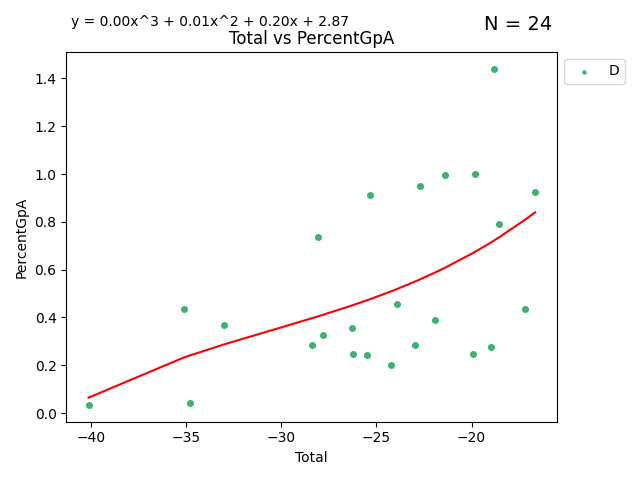 y = 0.00x^3 + 0.01x^2 + 0.20x + 2.87
N = 24
Total vs PercentGpA
D
PercentGpA
1.4
1.2
1.0
0.8
0.6
0.4
0.2
0.0
−40
−35
−30
−25
−20
Total